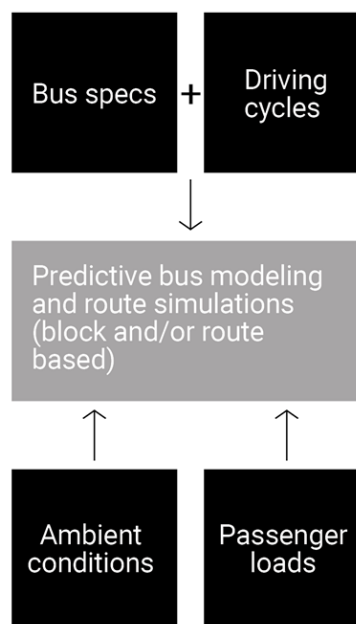 Bus specs
+
Driving
cycles
Predictive bus modeling
and route simulations
(block and/or route
based)
Ambient
conditions
Passenger
loads